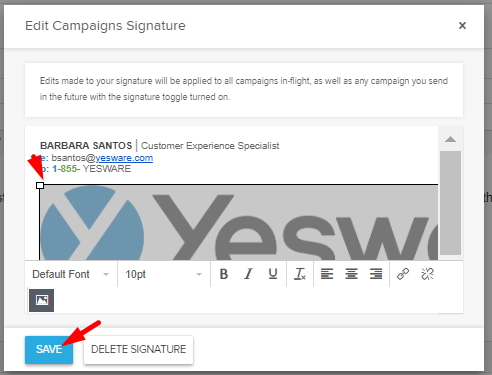 Edit Campaigns Signature ×
Edits made to your signature will be applied to all campaigns in-flight, as well as any campaign you send
in the future with the signature toggle turned on.
BARBARA SANTOS | Customer Experience Specialist
e: bsantos@yesware.com
p: 1-855- YESWARE
Yeswa
Default Font 10pt B I U Tx
SAVE DELETE SIGNATURE